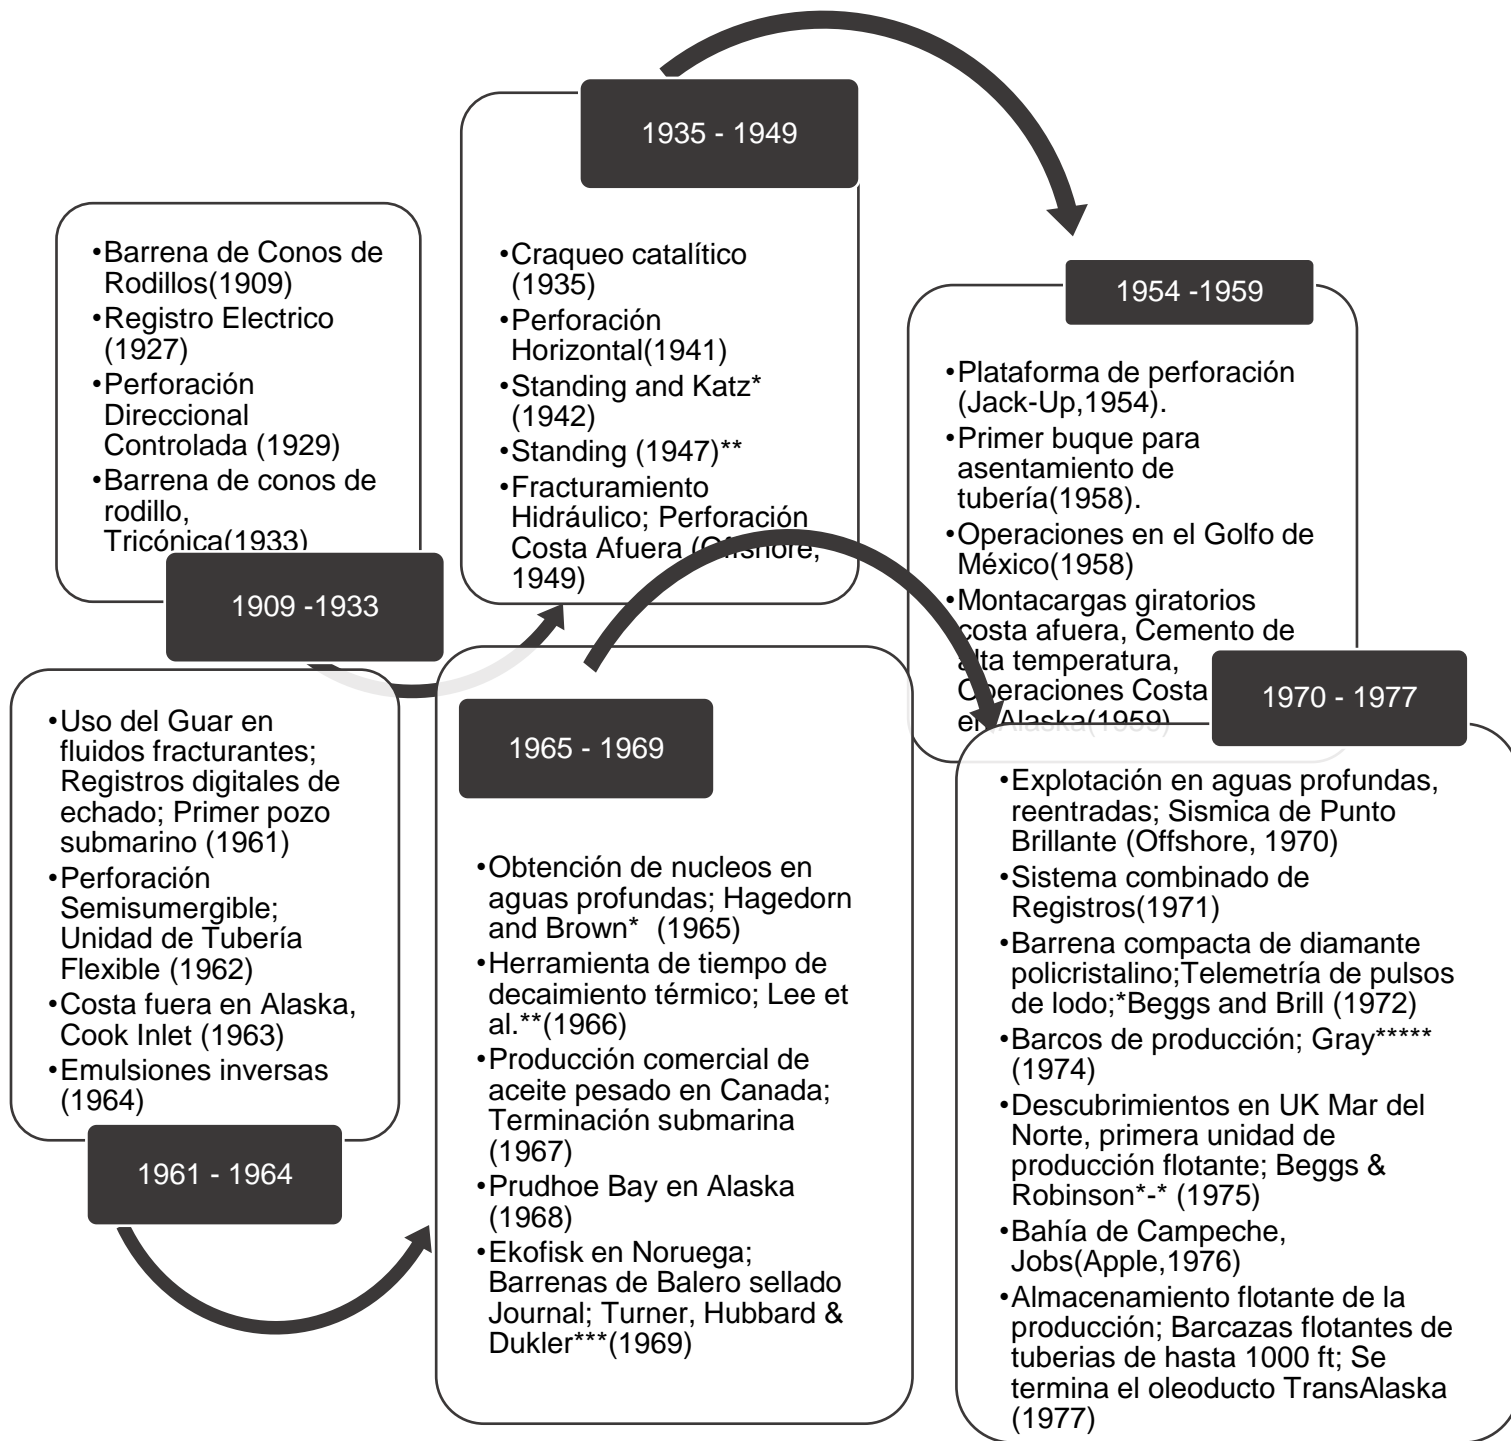 1909 -1933
•Barrena de Conos de
Rodillos(1909)
•Registro Electrico
(1927)
•Perforación
Direccional
Controlada (1929)
•Barrena de conos de
rodillo,
Tricónica(1933)
1935 - 1949
•Craqueo catalítico
(1935)
•Perforación
Horizontal(1941)
•Standing and Katz*
(1942)
•Standing (1947)**
•Fracturamiento
Hidráulico; Perforación
Costa Afuera (Offshore,
1949)
1954 -1959
•Plataforma de perforación
(Jack-Up,1954).
•Primer buque para
asentamiento de
tubería(1958).
•Operaciones en el Golfo de
México(1958)
•Montacargas giratorios
costa afuera, Cemento de
alta temperatura,
Operaciones Costa
en Alaska(1959)
1961 - 1964
•Uso del Guar en
fluidos fracturantes;
Registros digitales de
echado; Primer pozo
submarino (1961)
•Perforación
Semisumergible;
Unidad de Tubería
Flexible (1962)
•Costa fuera en Alaska,
Cook Inlet (1963)
•Emulsiones inversas
(1964)
1965 - 1969
•Obtención de nucleos en
aguas profundas; Hagedorn
and Brown* (1965)
•Herramienta de tiempo de
decaimiento térmico; Lee et
al.**(1966)
•Producción comercial de
aceite pesado en Canada;
Terminación submarina
(1967)
•Prudhoe Bay en Alaska
(1968)
•Ekofisk en Noruega;
Barrenas de Balero sellado
Journal; Turner, Hubbard &
Dukler***(1969)
1970 - 1977
•Explotación en aguas profundas,
reentradas; Sismica de Punto
Brillante (Offshore, 1970)
•Sistema combinado de
Registros(1971)
•Barrena compacta de diamante
policristalino;Telemetría de pulsos
de lodo;*Beggs and Brill (1972)
•Barcos de producción; Gray*****
(1974)
•Descubrimientos en UK Mar del
Norte, primera unidad de
producción flotante; Beggs &
Robinson*-* (1975)
•Bahía de Campeche,
Jobs(Apple,1976)
•Almacenamiento flotante de la
producción; Barcazas flotantes de
tuberias de hasta 1000 ft; Se
termina el oleoducto TransAlaska
(1977)